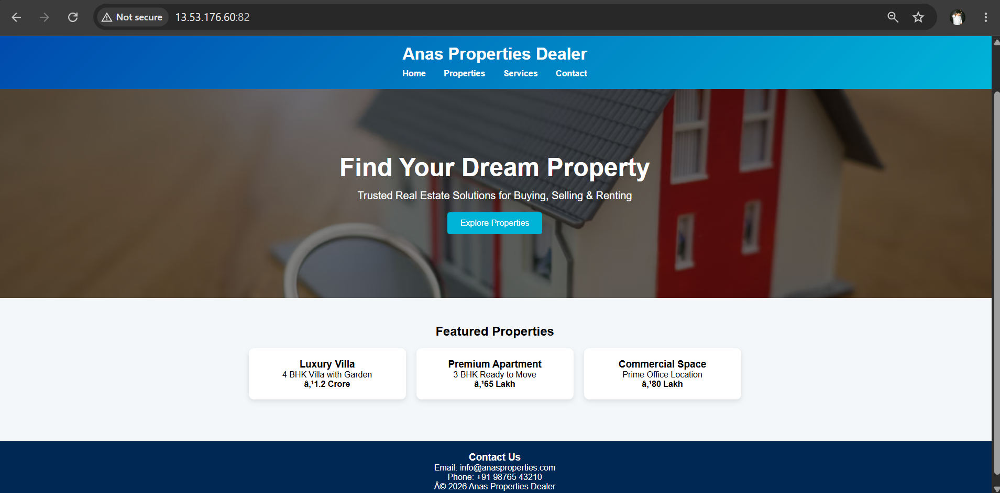 Not secure 13.53.176.60:82
Anas Properties Dealer
Home Properties Services Contact
Find Your Dream Property
Trusted Real Estate Solutions for Buying, Selling & Renting
Explore Properties
Featured Properties
Luxury Villa
4 BHK Villa with Garden
â‚¹1.2 Crore
Premium Apartment
3 BHK Ready to Move
â‚¹65 Lakh
Commercial Space
Prime Office Location
â‚¹80 Lakh
Contact Us
Email: info@anasproperties.com
Phone: +91 98765 43210
Â© 2026 Anas Properties Dealer